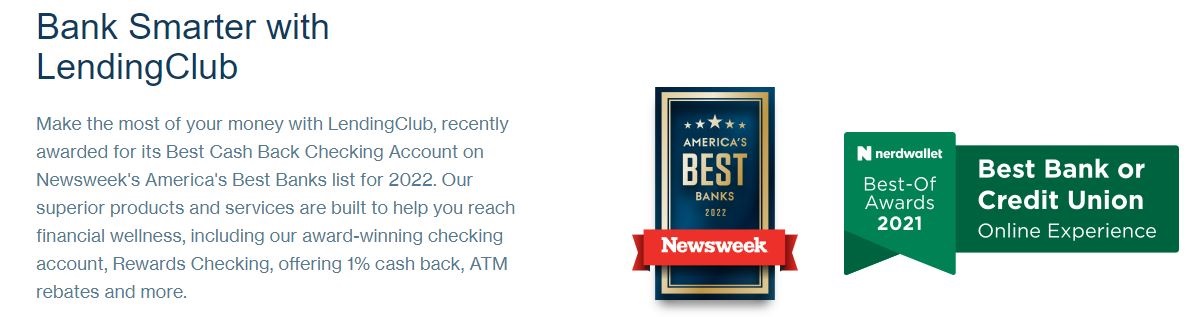 Bank Smarter with
LendingClub
Make the most of your money with LendingClub, recently
awarded for its Best Cash Back Checking Account on
Newsweek's America's Best Banks list for 2022. Our
superior products and services are built to help you reach
financial wellness, including our award-winning checking
account, Rewards Checking, offering 1% cash back, ATM
rebates and more.
AMERICA'S
BEST
BANKS
2022
Newsweek
nerdwallet
Best-Of
Awards
2021
Best Bank or
Credit Union
Online Experience